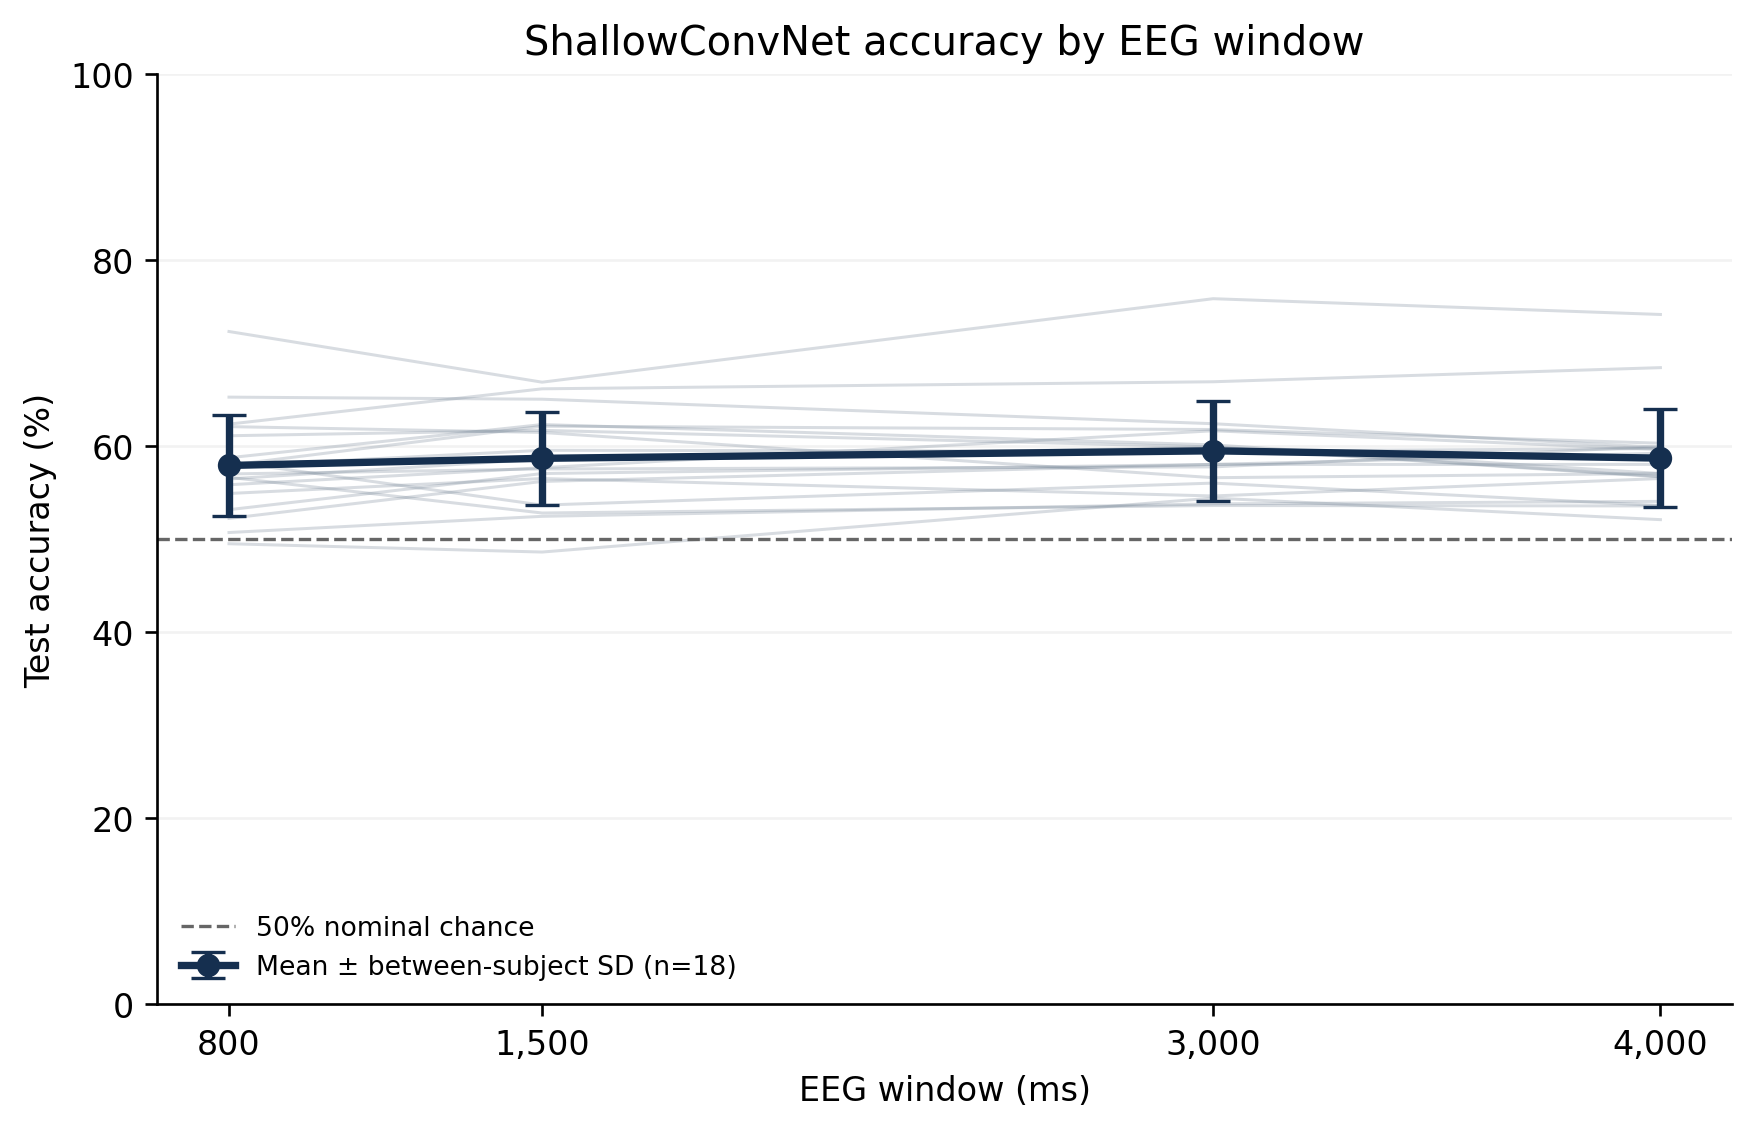 ShallowConvNet accuracy by EEG window
100
80
60
40
20
0
Test accuracy (%)
50% nominal chance
Mean ± between-subject SD (n=18)
800 1,500 3,000 4,000
EEG window (ms)